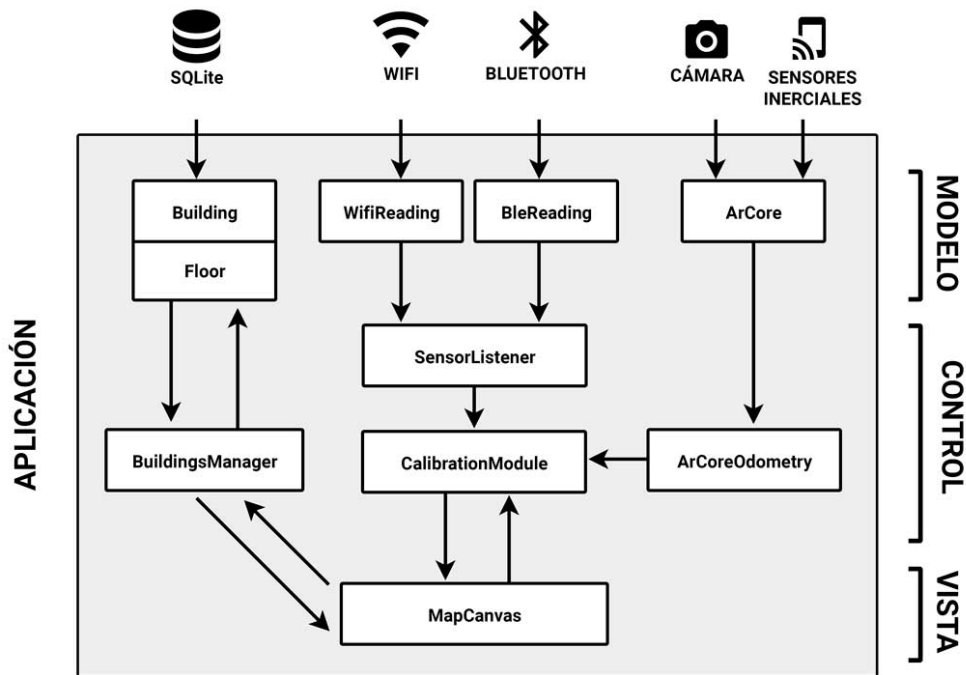 SQLite
WIFI
BLUETOOTH
CÁMARA
SENSORES
INERCIALES
APLICACIÓN
MODELO
Building
WifiReading
BleReading
ArCore
Floor
CONTROL
SensorListener
BuildingsManager
CalibrationModule
ArCoreOdometry
VISTA
MapCanvas